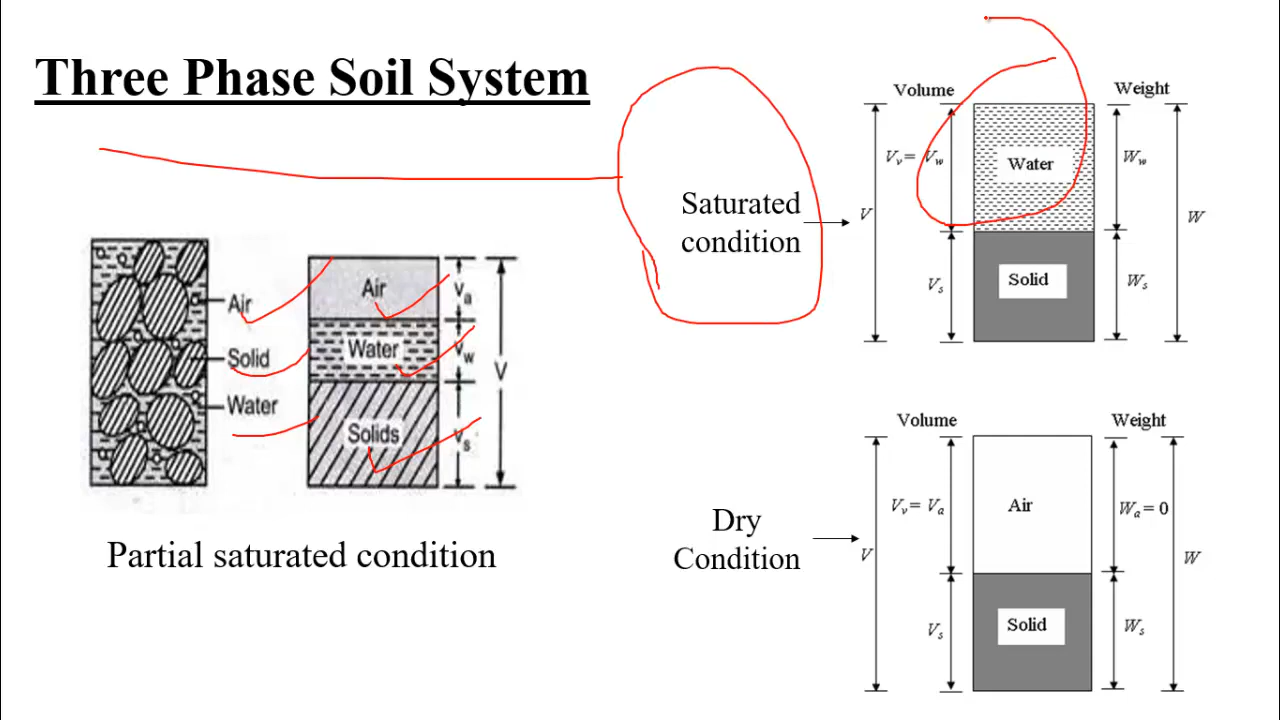 Three Phase Soil System
Air
Solid
Water
Air
Water
Solids
Va
Vw
Vs
V
Partial saturated condition
Saturated
condition
Volume
Weight
Vv = Vw
Water
Ww
V
W
Vs
Solid
Ws
Dry
Condition
Volume
Weight
Vv = Va
Air
Wa = 0
V
W
Vs
Solid
Ws